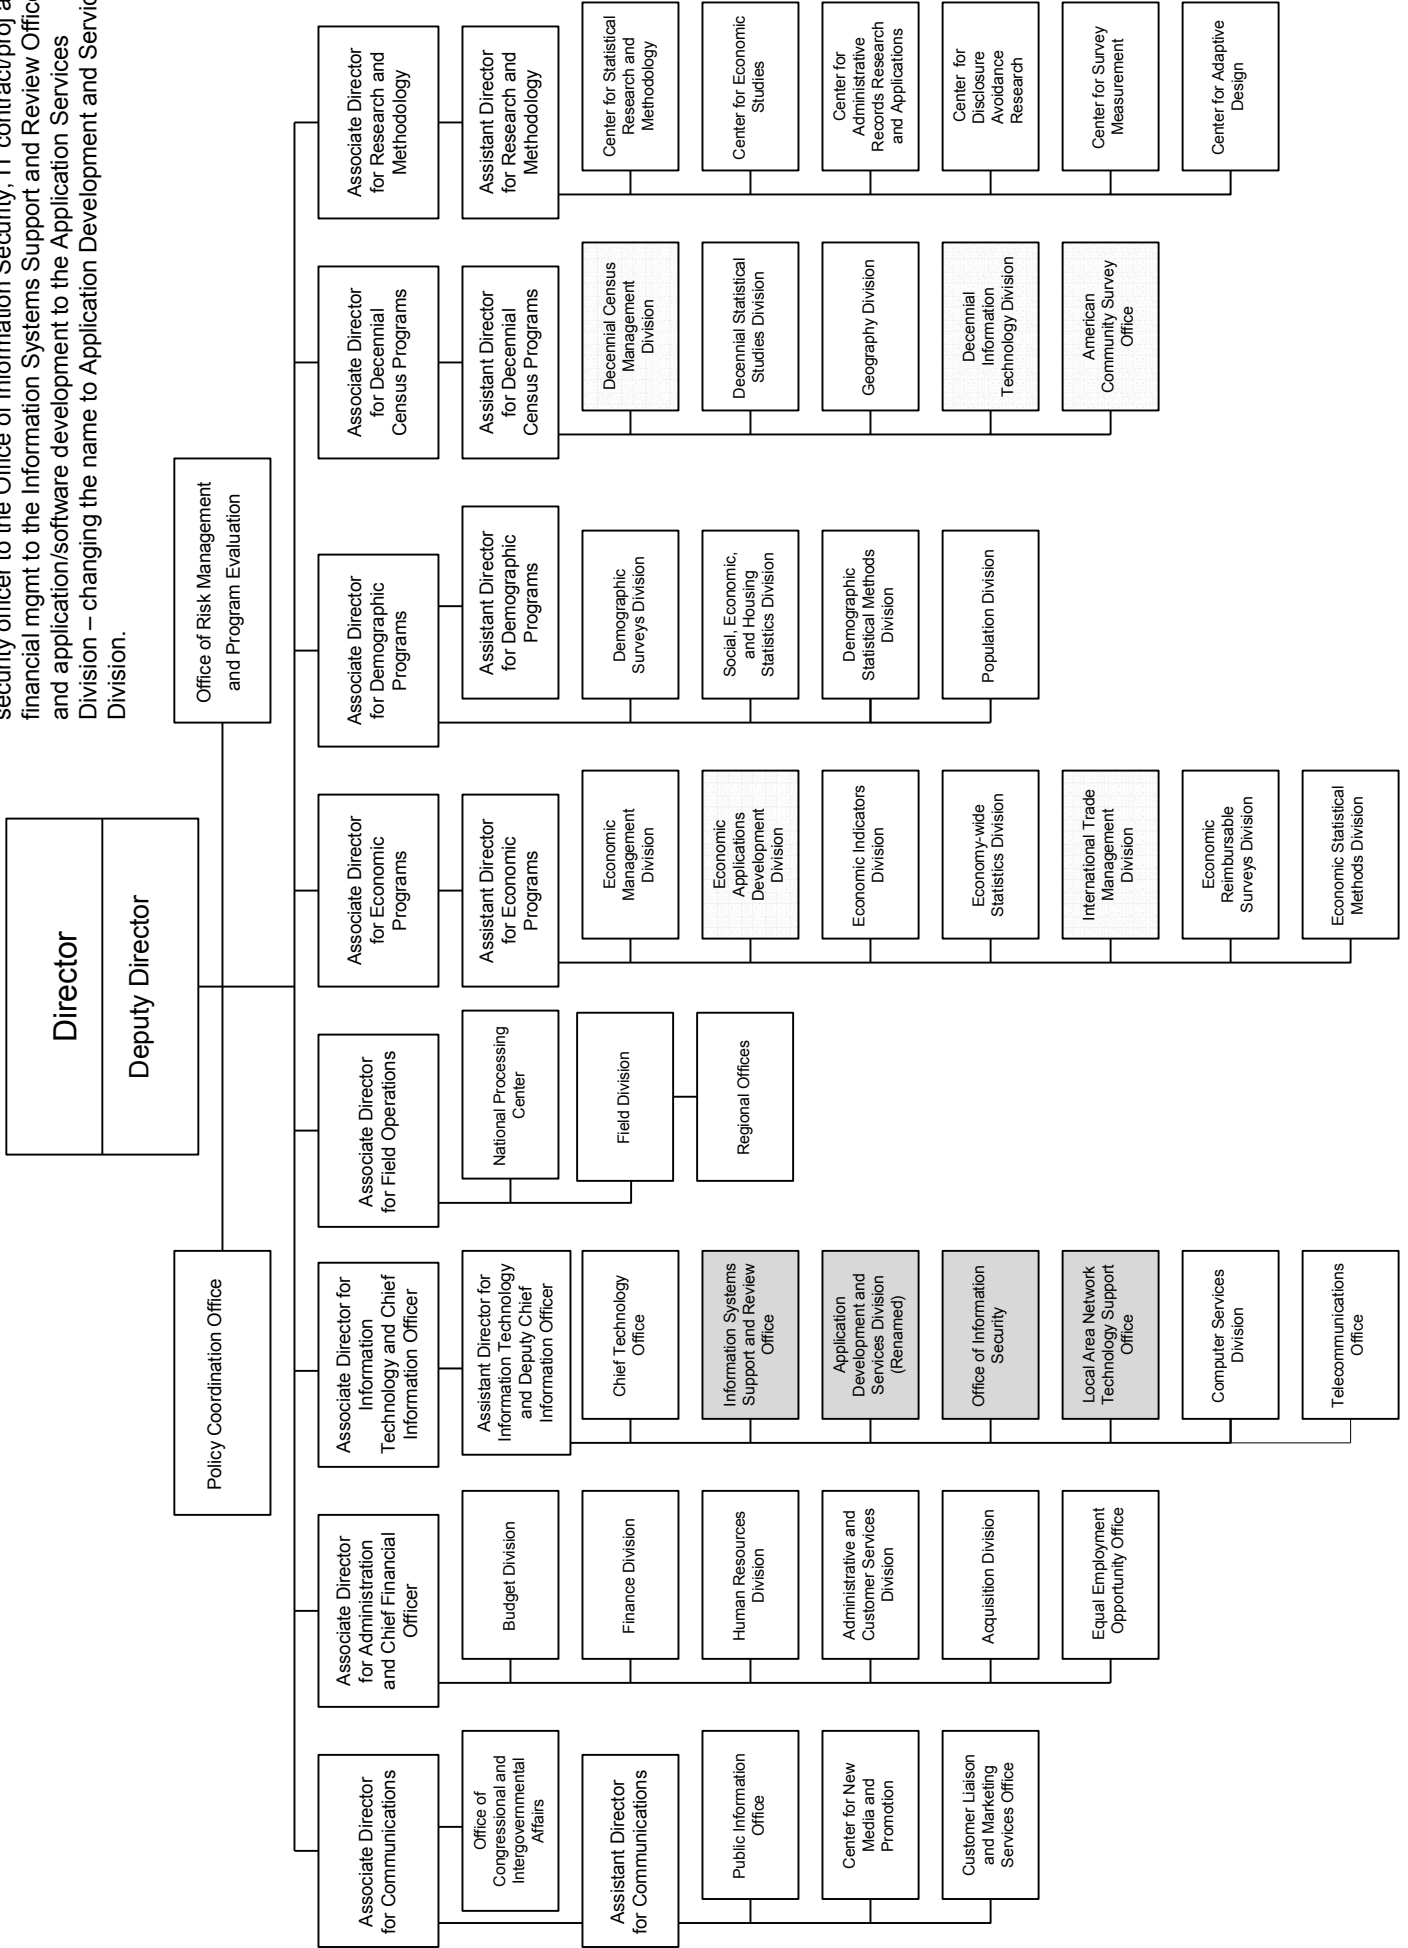 security officer to the Office of Information Security, IT contract/proj a
financial mgmt to the Information Systems Support and Review Office
and application/software development to the Application Services
Division – changing the name to Application Development and Servic
Division.
Director
Deputy Director
Policy Coordination Office
Office of Risk Management
and Program Evaluation
Associate Director
for Communications
Office of
Congressional and
Intergovernmental
Affairs
Assistant Director
for Communications
Public Information
Office
Center for New
Media and
Promotion
Customer Liaison
and Marketing
Services Office
Associate Director
for Administration
and Chief Financial
Officer
Budget Division
Finance Division
Human Resources
Division
Administrative and
Customer Services
Division
Acquisition Division
Equal Employment
Opportunity Office
Associate Director for
Information
Technology and Chief
Information Officer
Assistant Director for
Information Technology
and Deputy Chief
Information Officer
Chief Technology
Office
Information Systems
Support and Review
Office
Application
Development and
Services Division
(Renamed)
Office of Information
Security
Local Area Network
Technology Support
Office
Computer Services
Division
Telecommunications
Office
Associate Director
for Field Operations
National Processing
Center
Field Division
Regional Offices
Associate Director
for Economic
Programs
Assistant Director
for Economic
Programs
Economic
Management
Division
Economic
Applications
Development
Division
Economic Indicators
Division
Economy-wide
Statistics Division
International Trade
Management
Division
Economic
Reimbursable
Surveys Division
Economic Statistical
Methods Division
Associate Director
for Demographic
Programs
Assistant Director
for Demographic
Programs
Demographic
Surveys Division
Social, Economic,
and Housing
Statistics Division
Demographic
Statistical Methods
Division
Population Division
Associate Director
for Decennial
Census Programs
Assistant Director
for Decennial
Census Programs
Decennial Census
Management
Division
Decennial Statistical
Studies Division
Geography Division
Decennial
Information
Technology Division
American
Community Survey
Office
Associate Director
for Research and
Methodology
Assistant Director
for Research and
Methodology
Center for Statistical
Research and
Methodology
Center for Economic
Studies
Center for
Administrative
Records Research
and Applications
Center for
Disclosure
Avoidance
Research
Center for Survey
Measurement
Center for Adaptive
Design